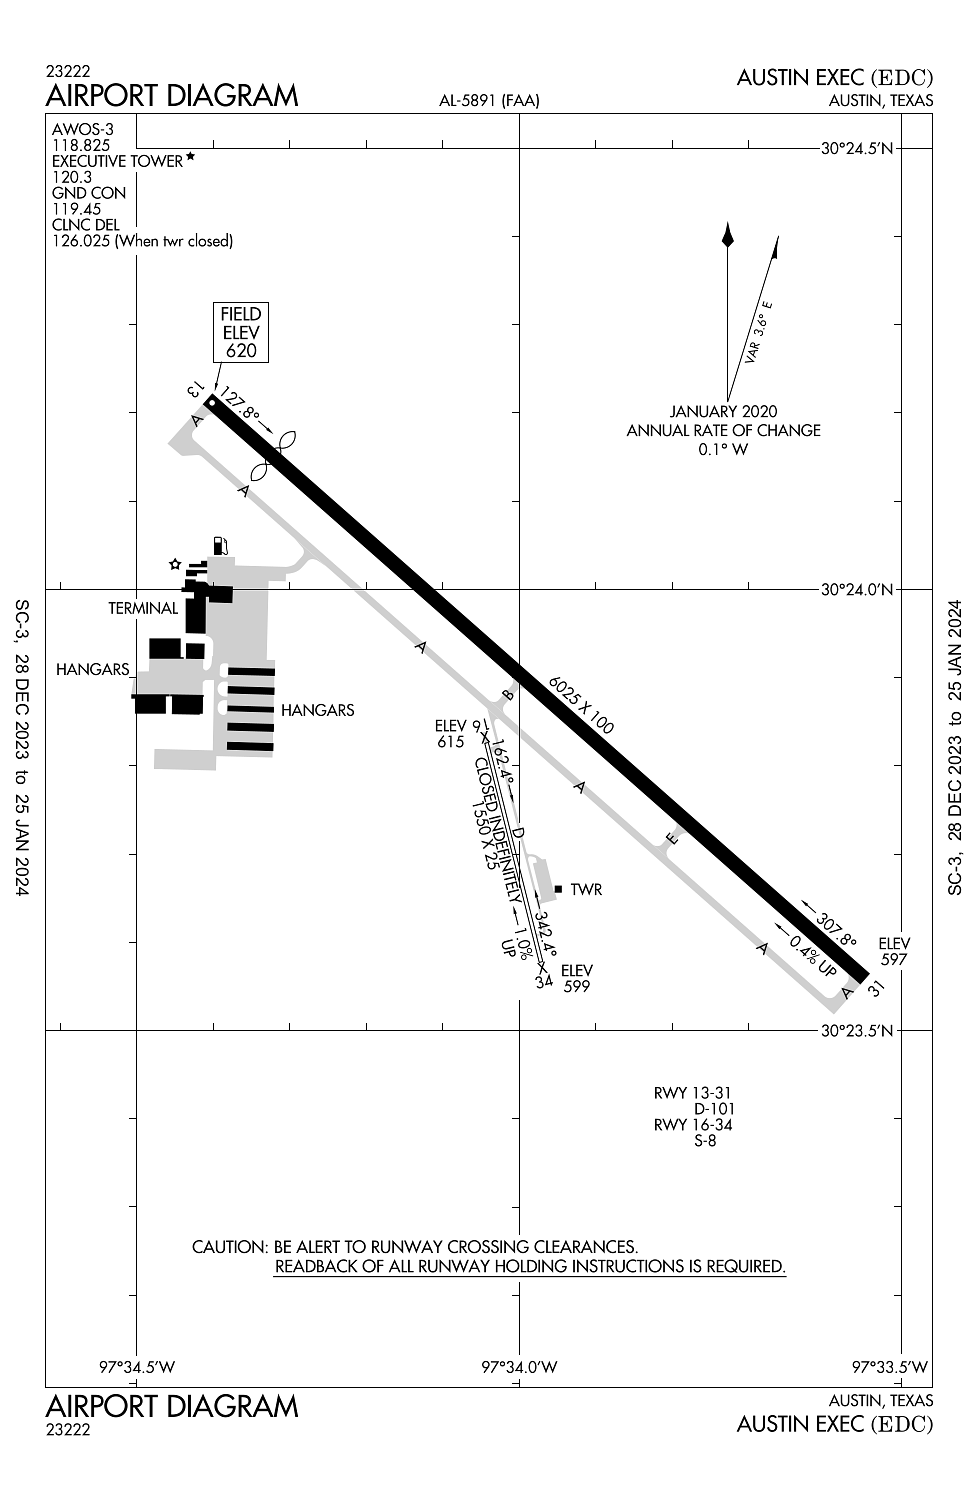 23222
AIRPORT DIAGRAM
AL-5891 (FAA)
AUSTIN EXEC (EDC)
AUSTIN, TEXAS
AWOS-3
118.825
EXECUTIVE TOWER★
120.3
GND CON
119.45
CLNC DEL
126.025 (When twr closed)
30°24.5'N
VAR 3.6° E
JANUARY 2020
ANNUAL RATE OF CHANGE
0.1° W
FIELD
ELEV
620
13
127.8°
A
A
30°24.0'N
TERMINAL
HANGARS
HANGARS
A
B
6025 X 100
ELEV
615
16
162.4°
CLOSED INDEFINITELY
1550 X 25
D
A
E
TWR
342.4°
1.0%
UP
34
ELEV
599
A
307.8°
0.4% UP
ELEV
597
A
31
30°23.5'N
RWY 13-31
D-101
RWY 16-34
S-8
CAUTION: BE ALERT TO RUNWAY CROSSING CLEARANCES.
READBACK OF ALL RUNWAY HOLDING INSTRUCTIONS IS REQUIRED.
97°34.5'W
97°34.0'W
97°33.5'W
SC-3, 28 DEC 2023 to 25 JAN 2024
SC-3, 28 DEC 2023 to 25 JAN 2024
AIRPORT DIAGRAM
23222
AUSTIN, TEXAS
AUSTIN EXEC (EDC)